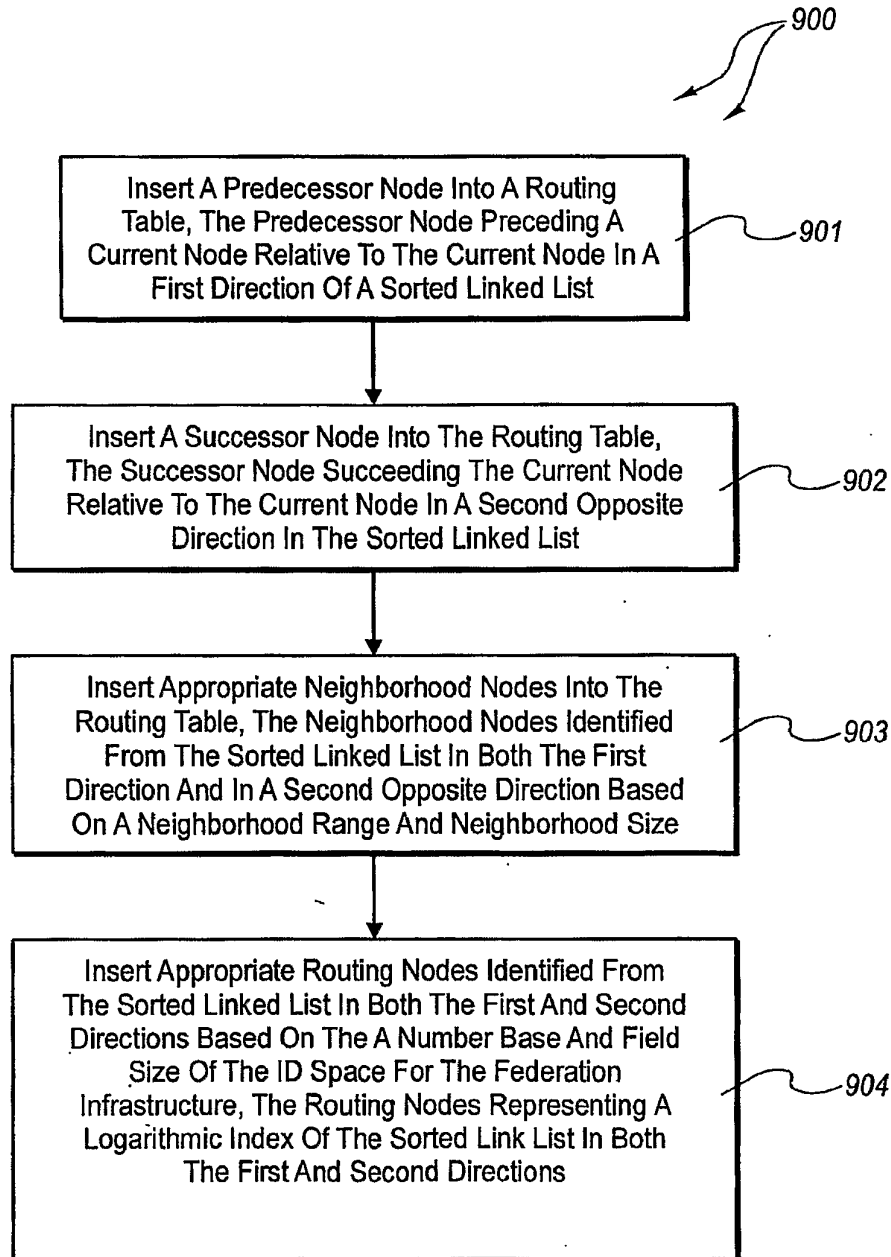 900
Insert A Predecessor Node Into A Routing
Table, The Predecessor Node Preceding A
Current Node Relative To The Current Node In A
First Direction Of A Sorted Linked List
901
Insert A Successor Node Into The Routing Table,
The Successor Node Succeeding The Current Node
Relative To The Current Node In A Second Opposite
Direction In The Sorted Linked List
902
Insert Appropriate Neighborhood Nodes Into The
Routing Table, The Neighborhood Nodes Identified
From The Sorted Linked List In Both The First
Direction And In A Second Opposite Direction Based
On A Neighborhood Range And Neighborhood Size
903
Insert Appropriate Routing Nodes Identified From
The Sorted Linked List In Both The First And Second
Directions Based On The A Number Base And Field
Size Of The ID Space For The Federation
Infrastructure, The Routing Nodes Representing A
Logarithmic Index Of The Sorted Link List In Both
The First And Second Directions
904